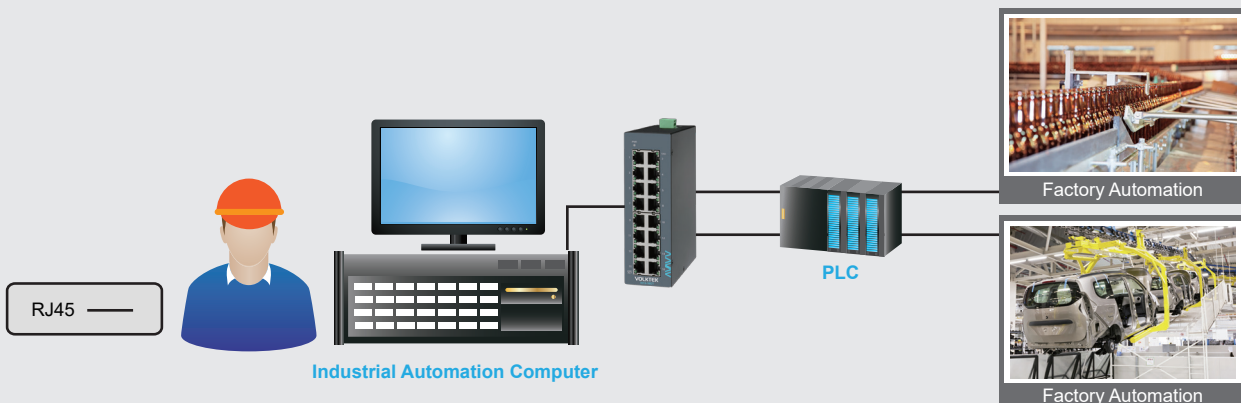 RJ45
Industrial Automation Computer
VOLKTEK
PLC
Factory Automation
Factory Automation